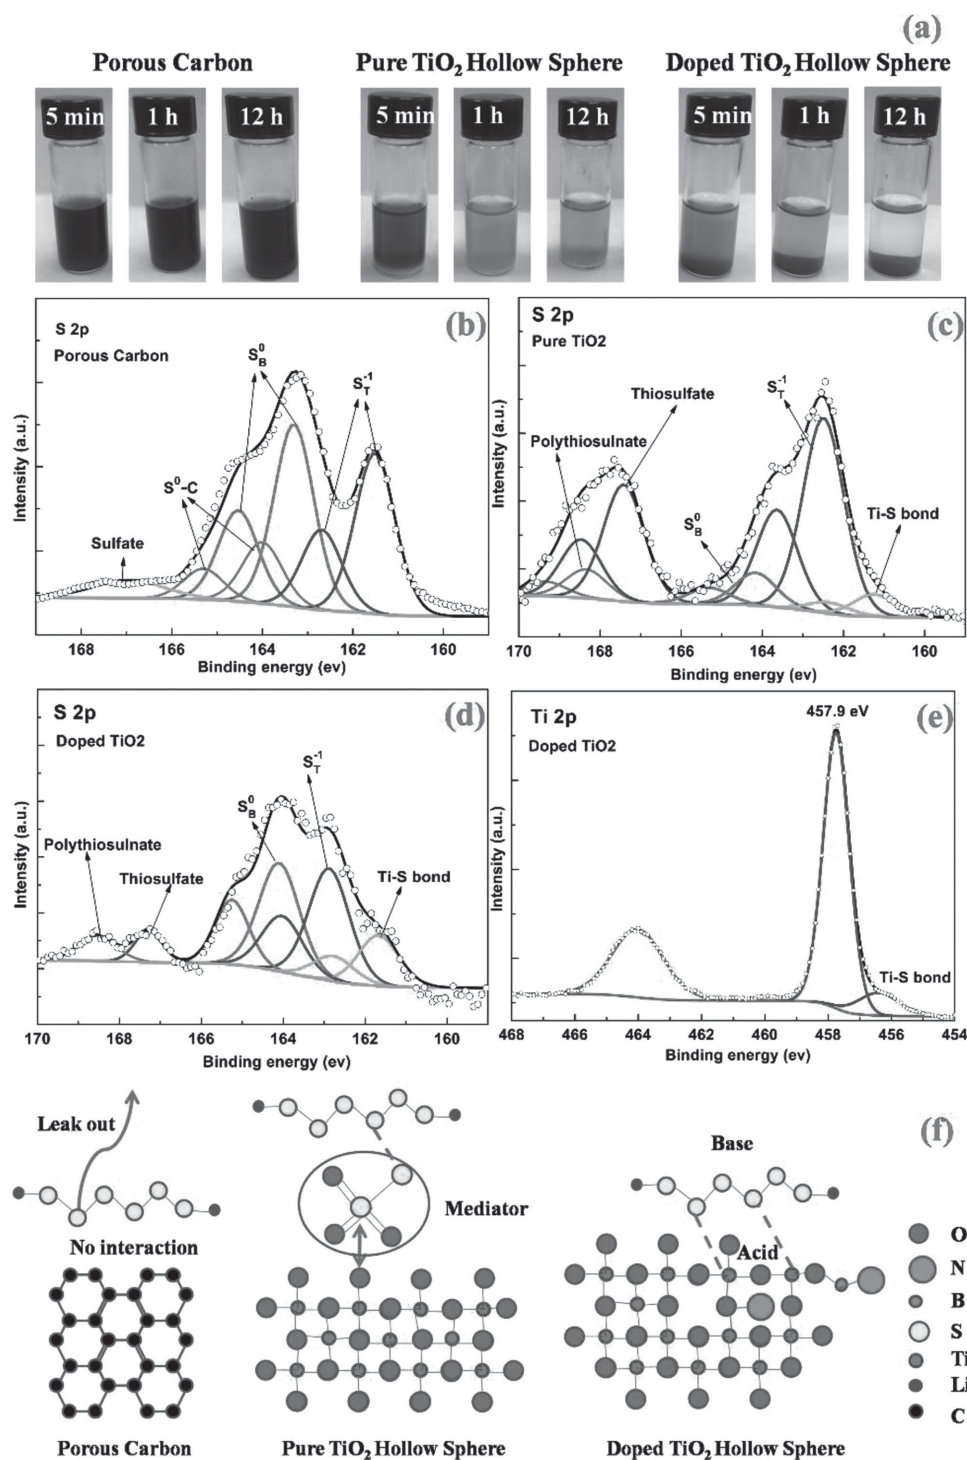 (a)
Porous Carbon
Pure TiO₂ Hollow Sphere
Doped TiO₂ Hollow Sphere
5 min
1 h
12 h
5 min
1 h
12 h
5 min
1 h
12 h
(b)
S 2p
Porous Carbon
S_B^0
S_T^-1
S^0-C
Sulfate
Intensity (a.u.)
168 166 164 162 160
Binding energy (ev)
(c)
S 2p
Pure TiO2
S_T^-1
Thiosulfate
Polythiosulnate
S_B^0
Ti-S bond
Intensity (a.u.)
170 168 166 164 162 160
Binding energy (ev)
(d)
S 2p
Doped TiO2
S_T^-1
S_B^0
Polythiosulnate
Thiosulfate
Ti-S bond
Intensity (a.u.)
170 168 166 164 162 160
Binding energy (ev)
(e)
Ti 2p
457.9 eV
Doped TiO2
Ti-S bond
Intensity (a.u.)
468 466 464 462 460 458 456 454
Binding energy (ev)
(f)
Leak out
No interaction
Porous Carbon
Mediator
Pure TiO₂ Hollow Sphere
Base
Acid
Doped TiO₂ Hollow Sphere
O
N
B
S
Ti
Li
C